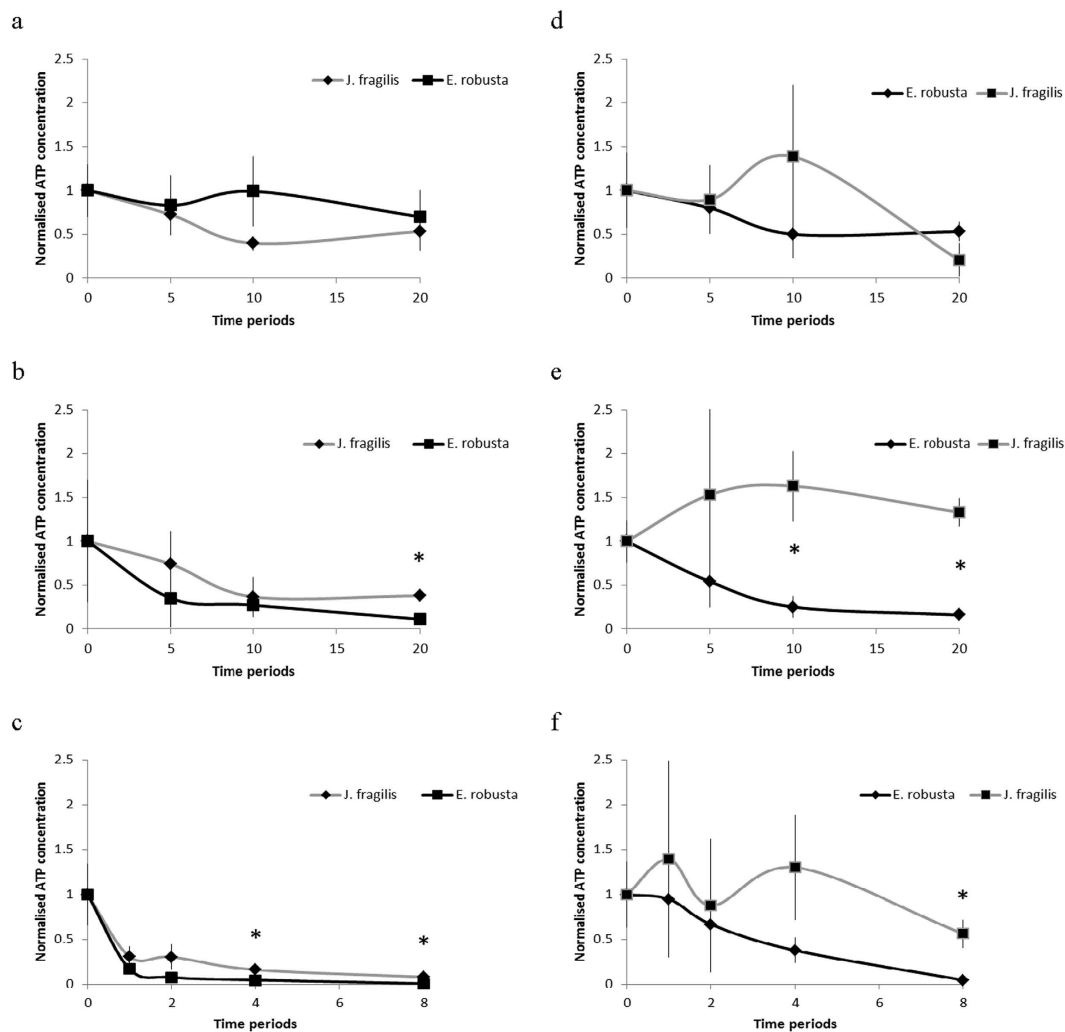 a
2.5
J. fragilis E. robusta
2
1.5
1
0.5
0
0 5 10 15 20
Time periods
Normalised ATP concentration
b
2.5
2
J. fragilis E. robusta
1.5
1
*
0.5
0
0 5 10 15 20
Time periods
Normalised ATP concentration
c
2.5
J. fragilis E. robusta
2
1.5
1
* *
0.5
0
0 2 4 6 8
Time periods
Normalised ATP concentration
d
2.5
E. robusta J. fragilis
2
1.5
1
0.5
0
0 5 10 15 20
Time periods
Normalised ATP concentration
e
2.5
2
E. robusta J. fragilis
1.5
1
* *
0.5
0
0 5 10 15 20
Time periods
Normalised ATP concentration
f
2.5
E. robusta J. fragilis
2
1.5
1
*
0.5
0
0 2 4 6 8
Time periods
Normalised ATP concentration